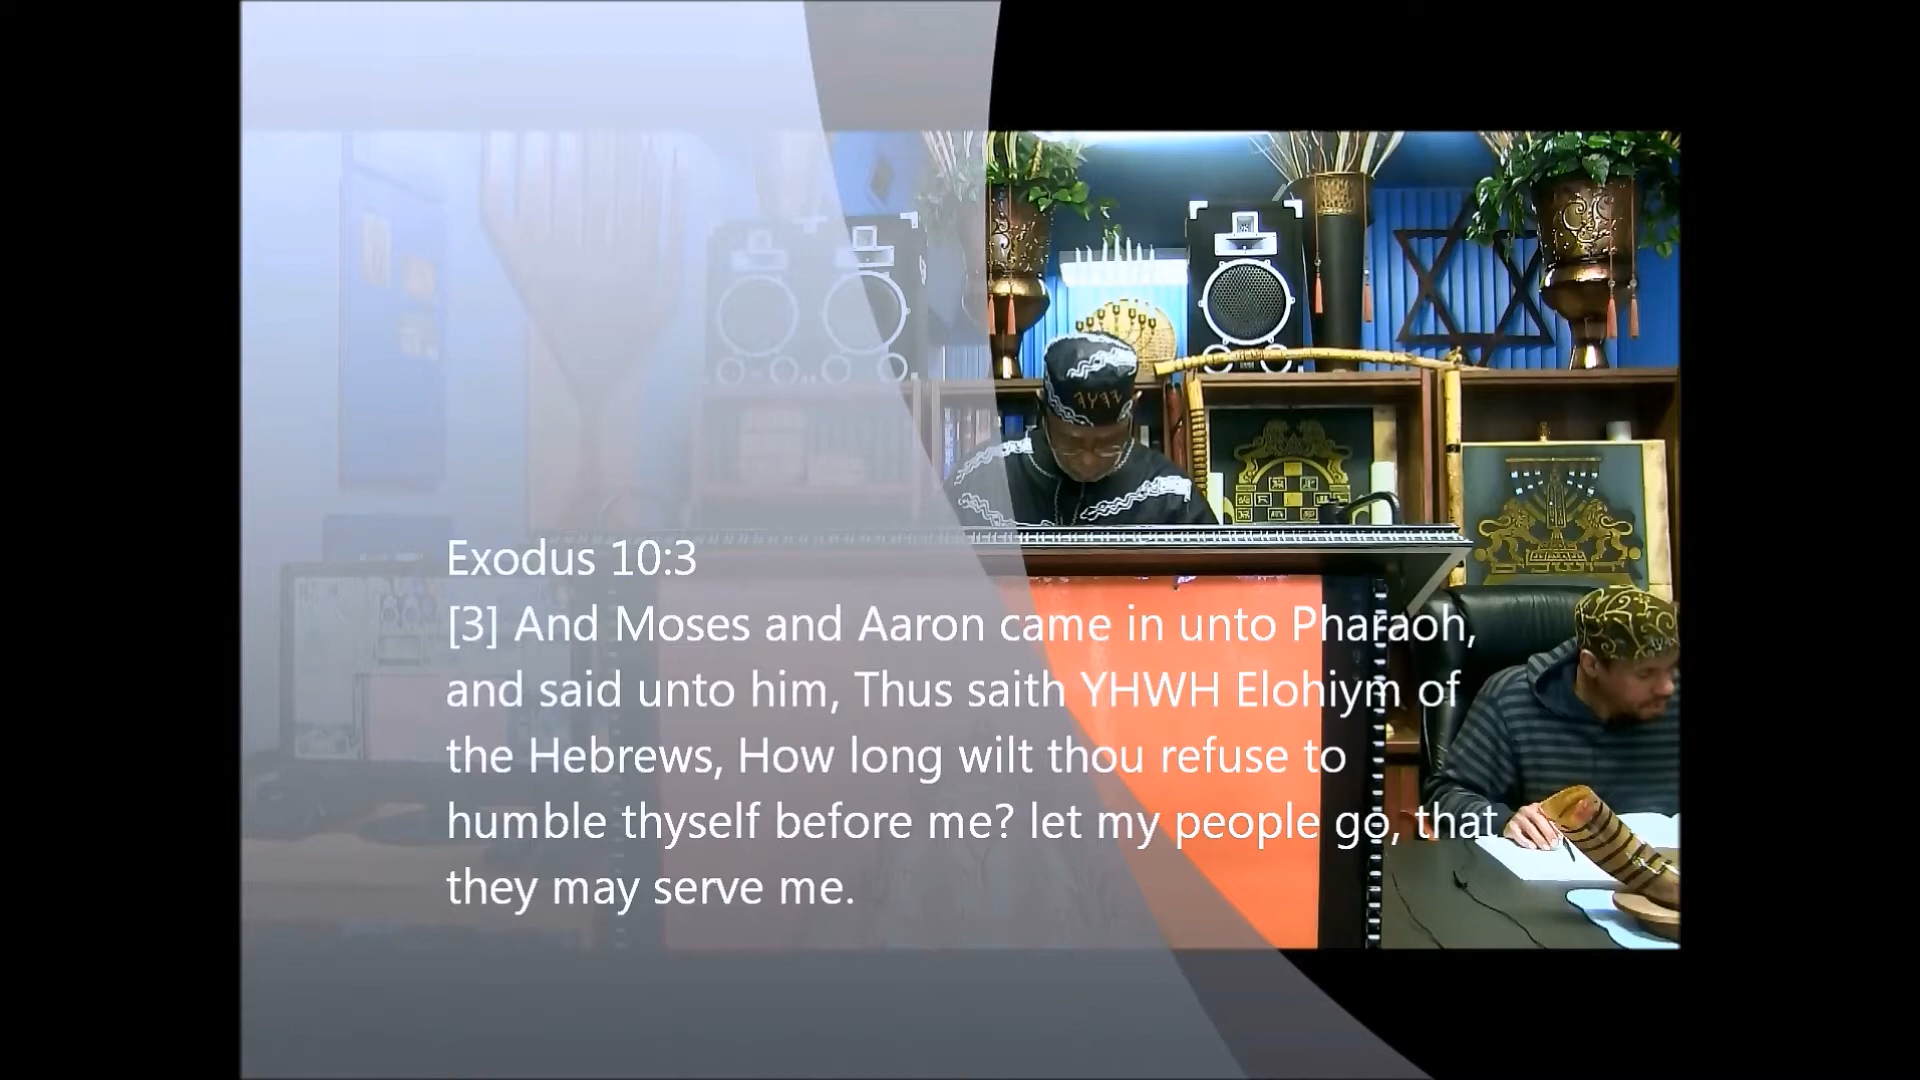 Exodus 10:3
[3] And Moses and Aaron came in unto Pharaoh,
and said unto him, Thus saith YHWH Elohiym of
the Hebrews, How long wilt thou refuse to
humble thyself before me? let my people go, that
they may serve me.